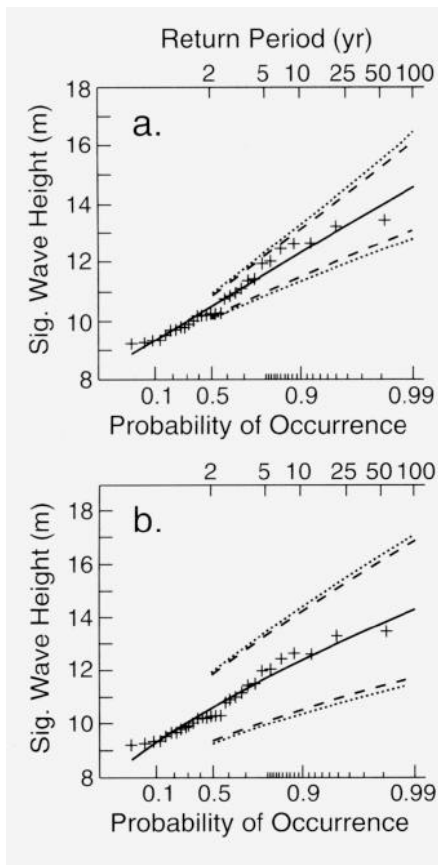 Return Period (yr)
2 5 10 25 50 100
a.
Sig. Wave Height (m)
18
16
14
12
10
8
0.1 0.5 0.9 0.99
Probability of Occurrence
2 5 10 25 50 100
b.
Sig. Wave Height (m)
18
16
14
12
10
8
0.1 0.5 0.9 0.99
Probability of Occurrence